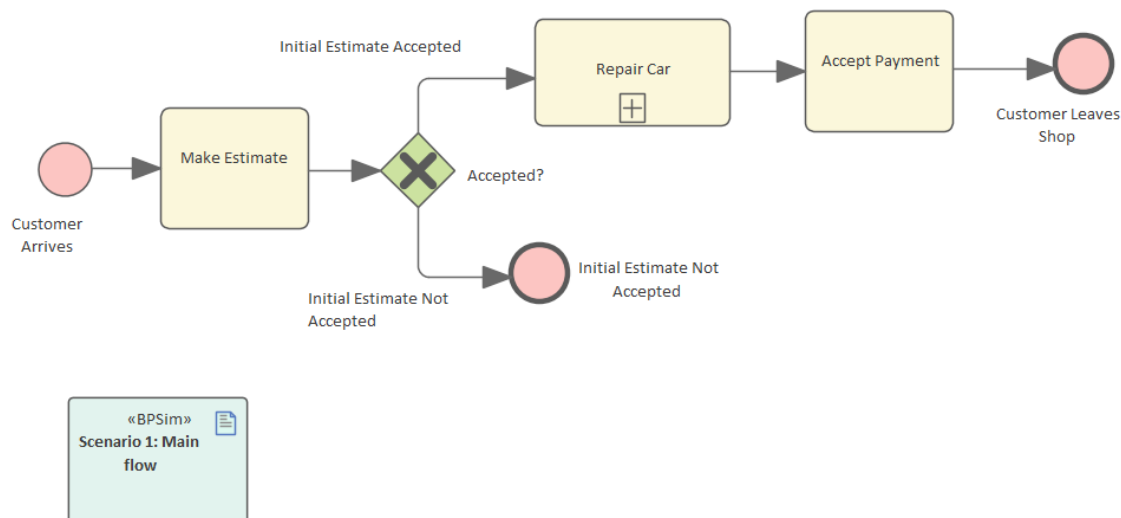 Initial Estimate Accepted
Repair Car
Accept Payment
Customer Leaves
Shop
Make Estimate
Accepted?
Customer
Arrives
Initial Estimate Not
Accepted
Initial Estimate Not
Accepted
«BPSim»
Scenario 1: Main
flow